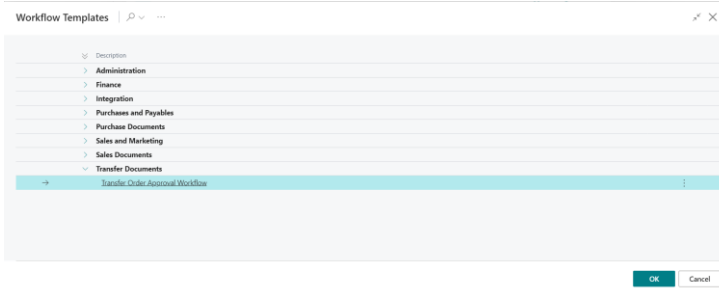 Workflow Templates
Description
Administration
Finance
Integration
Purchases and Payables
Purchase Documents
Sales and Marketing
Sales Documents
Transfer Documents
Transfer Order Approval Workflow
OK Cancel